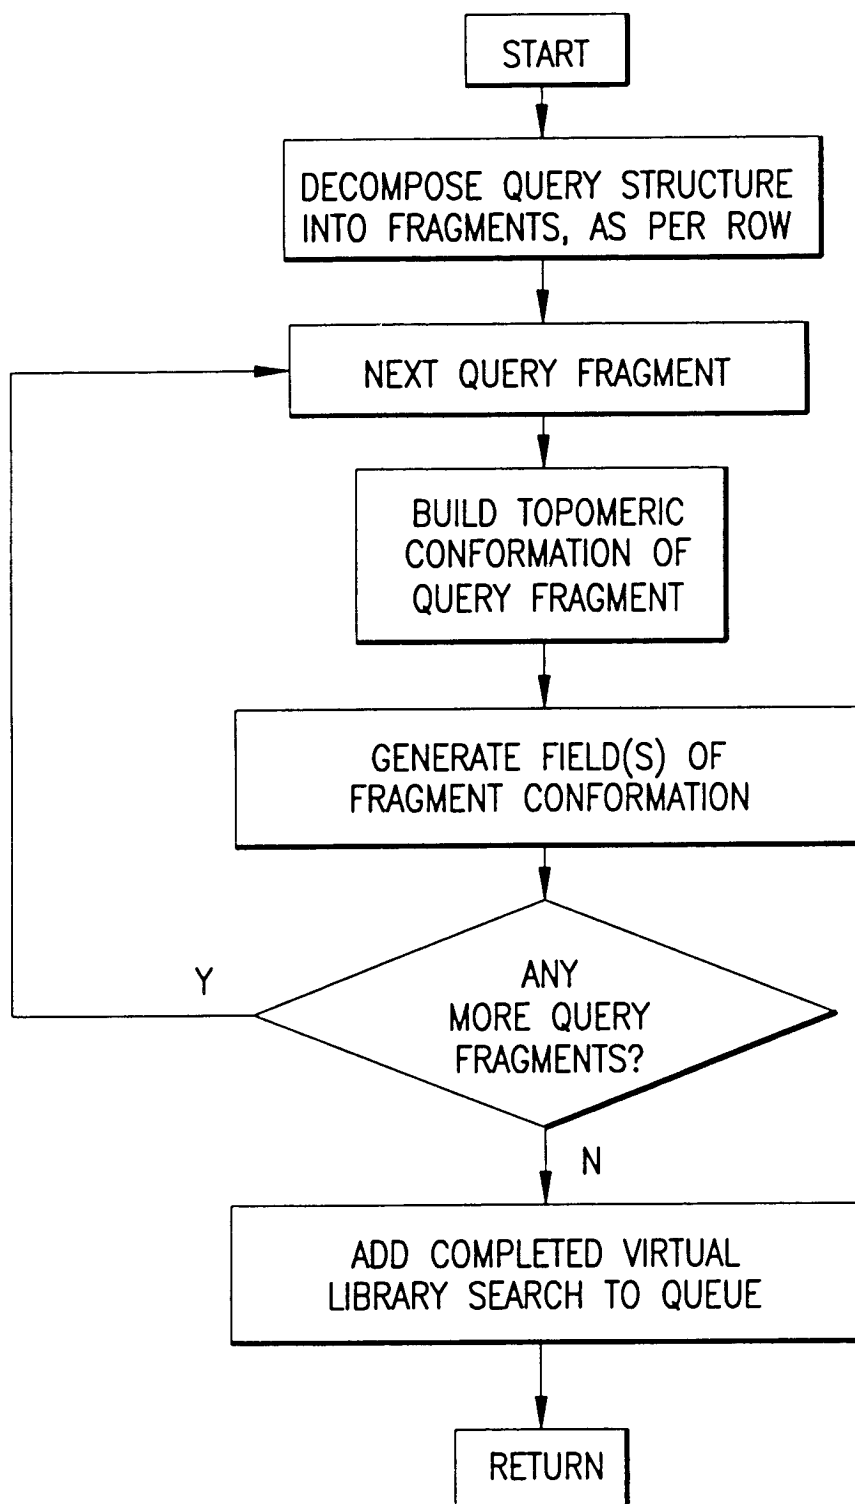 START
DECOMPOSE QUERY STRUCTURE
INTO FRAGMENTS, AS PER ROW
NEXT QUERY FRAGMENT
BUILD TOPOMERIC
CONFORMATION OF
QUERY FRAGMENT
GENERATE FIELD(S) OF
FRAGMENT CONFORMATION
Y
ANY
MORE QUERY
FRAGMENTS?
N
ADD COMPLETED VIRTUAL
LIBRARY SEARCH TO QUEUE
RETURN